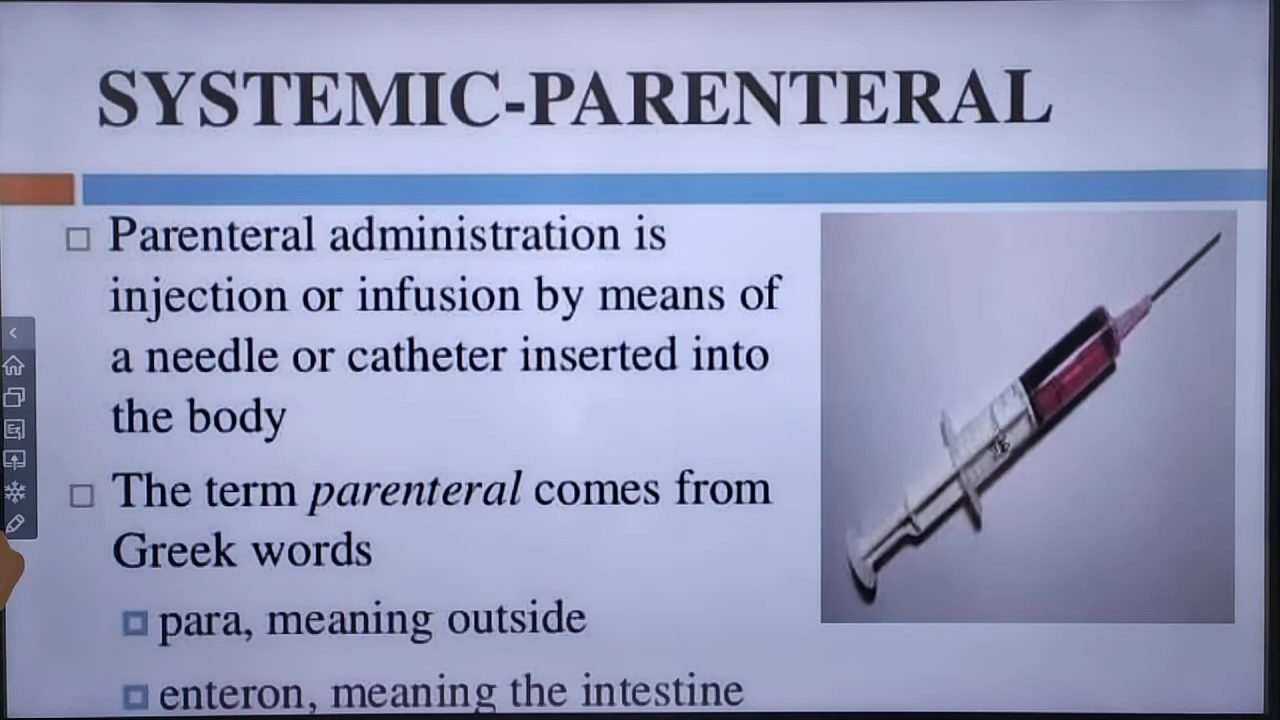 SYSTEMIC-PARENTERAL
Parenteral administration is
injection or infusion by means of
a needle or catheter inserted into
the body
The term parenteral comes from
Greek words
para, meaning outside
enteron, meaning the intestine